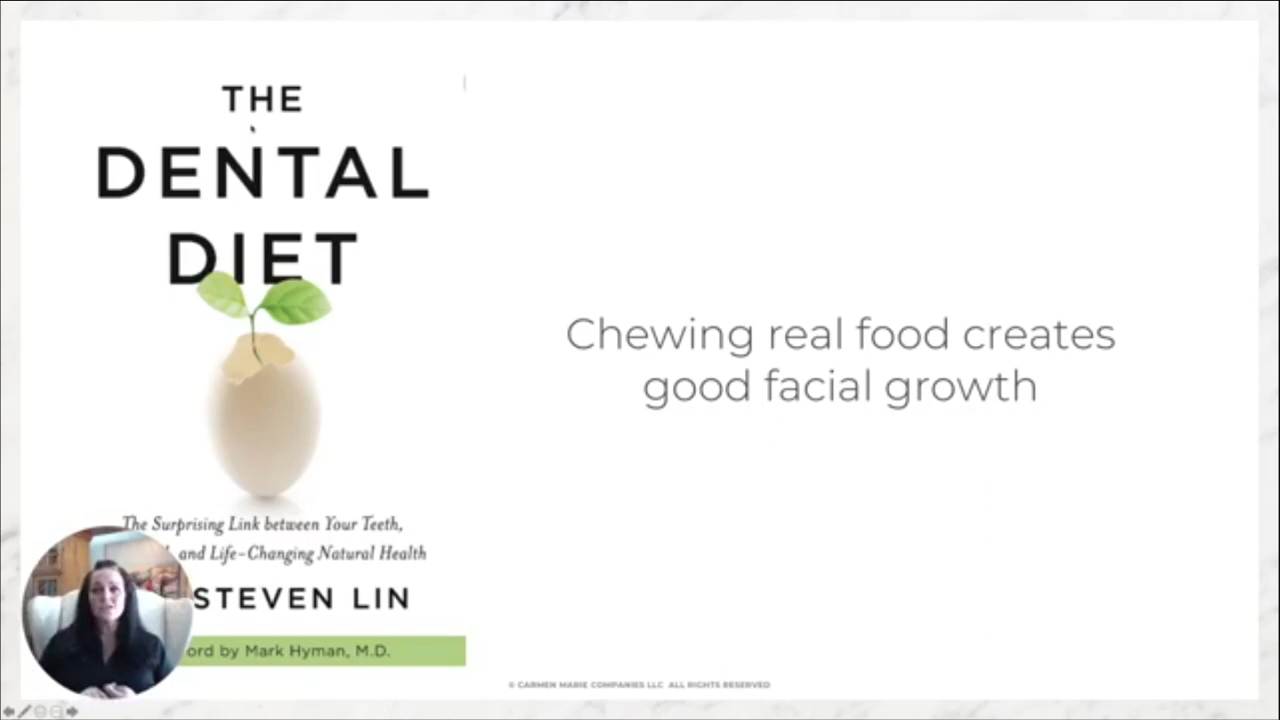 THE
DENTAL
DIET
The Surprising Link between Your Teeth,
and Life-Changing Natural Health
STEVEN LIN
by Mark Hyman, M.D.
Chewing real food creates
good facial growth
© CARMEN MARIE COMPANIES LLC ALL RIGHTS RESERVED